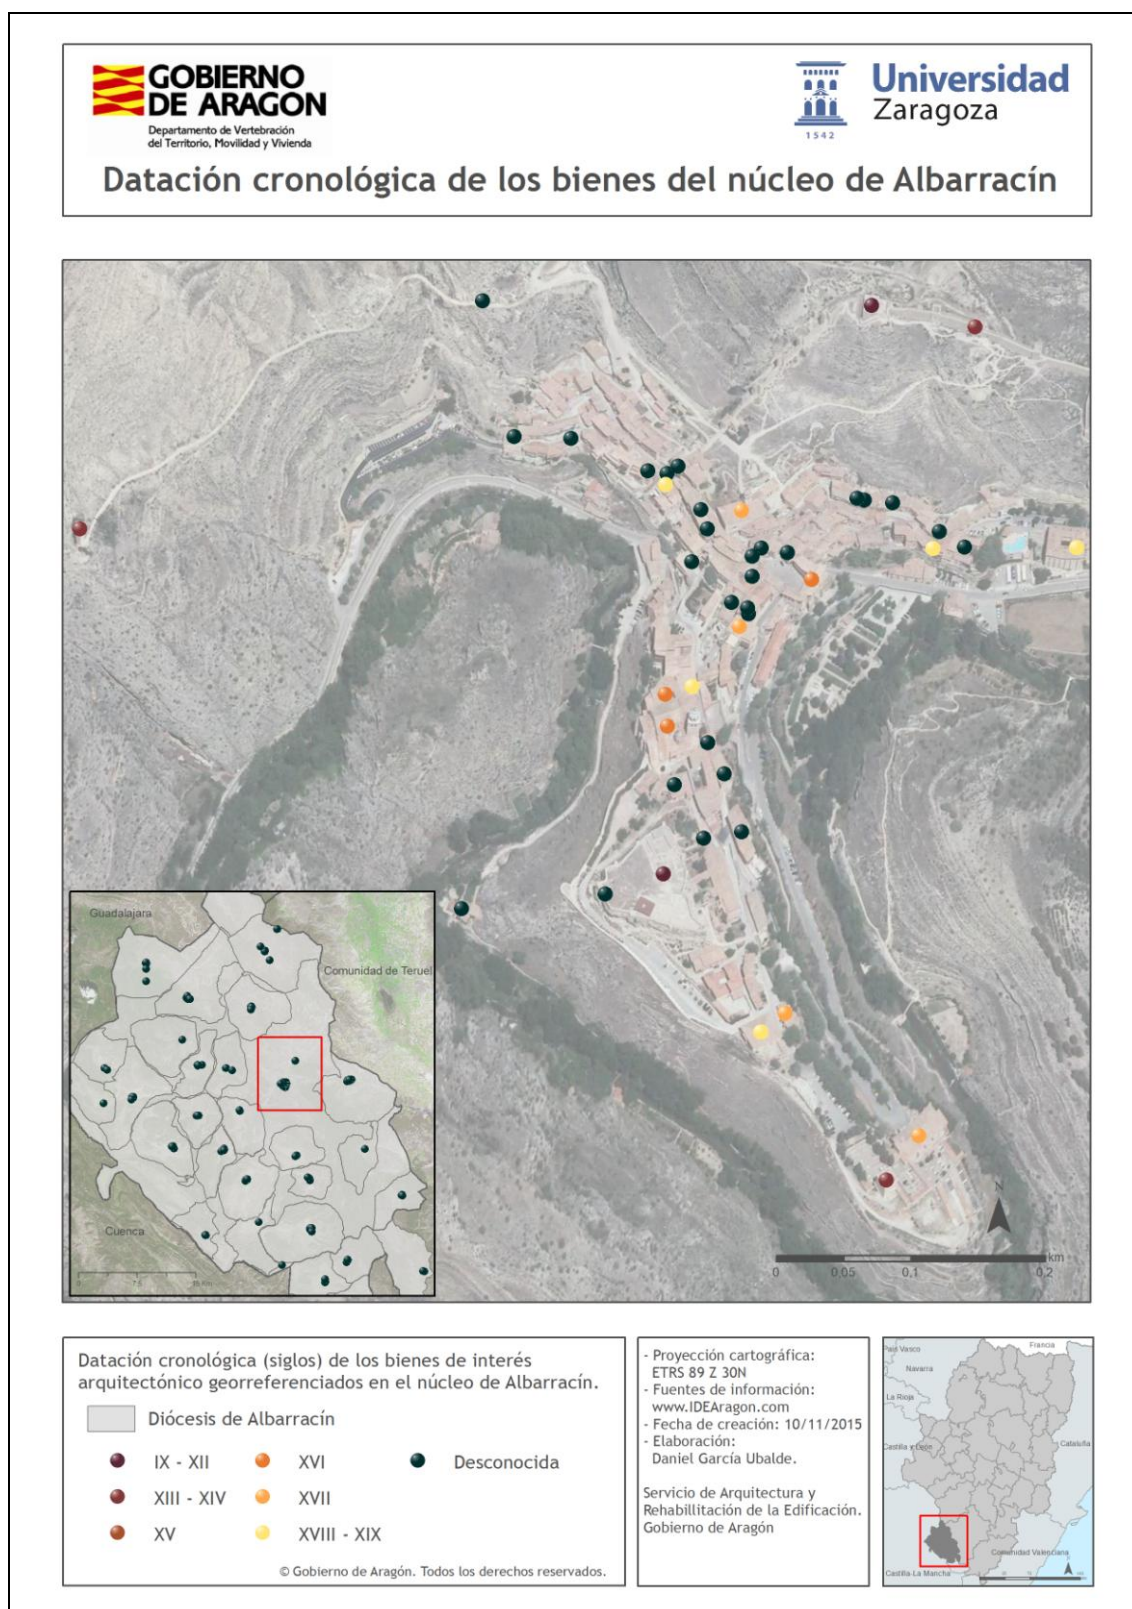 GOBIERNO
DE ARAGON
Departamento de Vertebración
del Territorio, Movilidad y Vivienda
1542
Universidad
Zaragoza
Datación cronológica de los bienes del núcleo de Albarracín
Guadalajara
Comunidad de Teruel
Cuenca
0 7,5 15 Km
N
km
0 0,05 0,1 0,2
Datación cronológica (siglos) de los bienes de interés
arquitectónico georreferenciados en el núcleo de Albarracín.
Diócesis de Albarracín
IX - XII
XVI
Desconocida
XIII - XIV
XVII
XV
XVIII - XIX
© Gobierno de Aragón. Todos los derechos reservados.
- Proyección cartográfica:
ETRS 89 Z 30N
- Fuentes de información:
www.IDEAragon.com
- Fecha de creación: 10/11/2015
- Elaboración:
Daniel García Ubalde.
Servicio de Arquitectura y
Rehabillitación de la Edificación.
Gobierno de Aragón
País Vasco
Francia
Navarra
La Rioja
Castilla y León
Cataluña
Comunidad Valenciana
Castilla-La Mancha